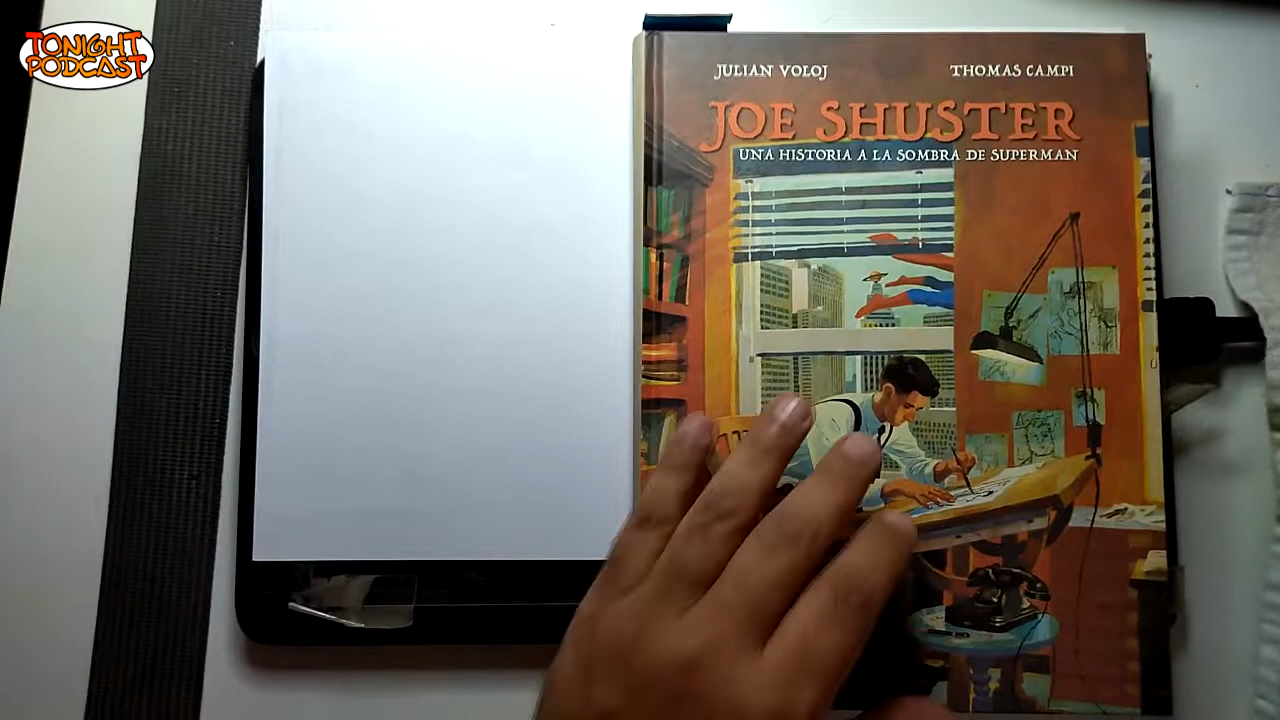 TONIGHT
PODCAST
JULIAN VOLOJ
THOMAS CAMPI
JOE SHUSTER
UNA HISTORIA A LA SOMBRA DE SUPERMAN